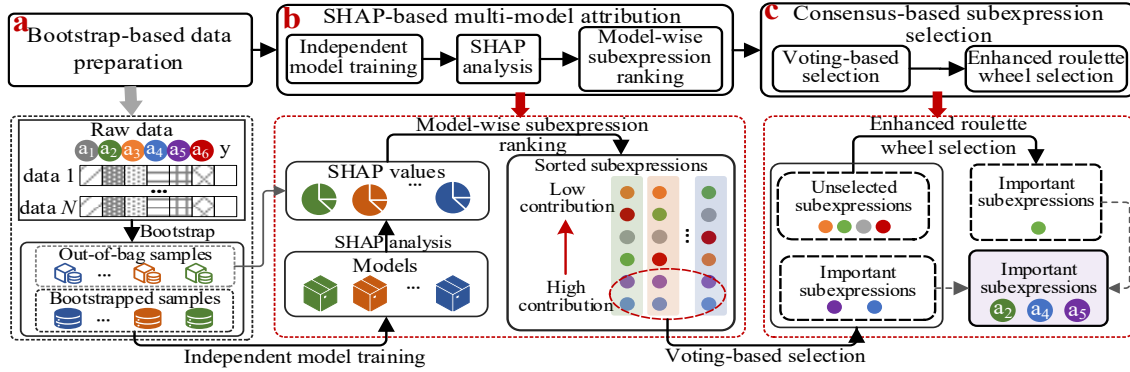 a
Bootstrap-based data
preparation
b
SHAP-based multi-model attribution
Independent
model training
SHAP
analysis
Model-wise
subexpression
ranking
c
Consensus-based subexpression
selection
Voting-based
selection
Enhanced roulette
wheel selection
Raw data
a1 a2 a3 a4 a5 a6 y
data 1
...
data N
Bootstrap
Out-of-bag samples
...
Bootstrapped samples
...
Independent model training
Model-wise subexpression
ranking
SHAP values
...
SHAP analysis
Models
...
Sorted subexpressions
Low
contribution
...
High
contribution
Voting-based selection
Enhanced roulette
wheel selection
Unselected
subexpressions
Important
subexpressions
Important
subexpressions
Important
subexpressions
a2 a4 a5